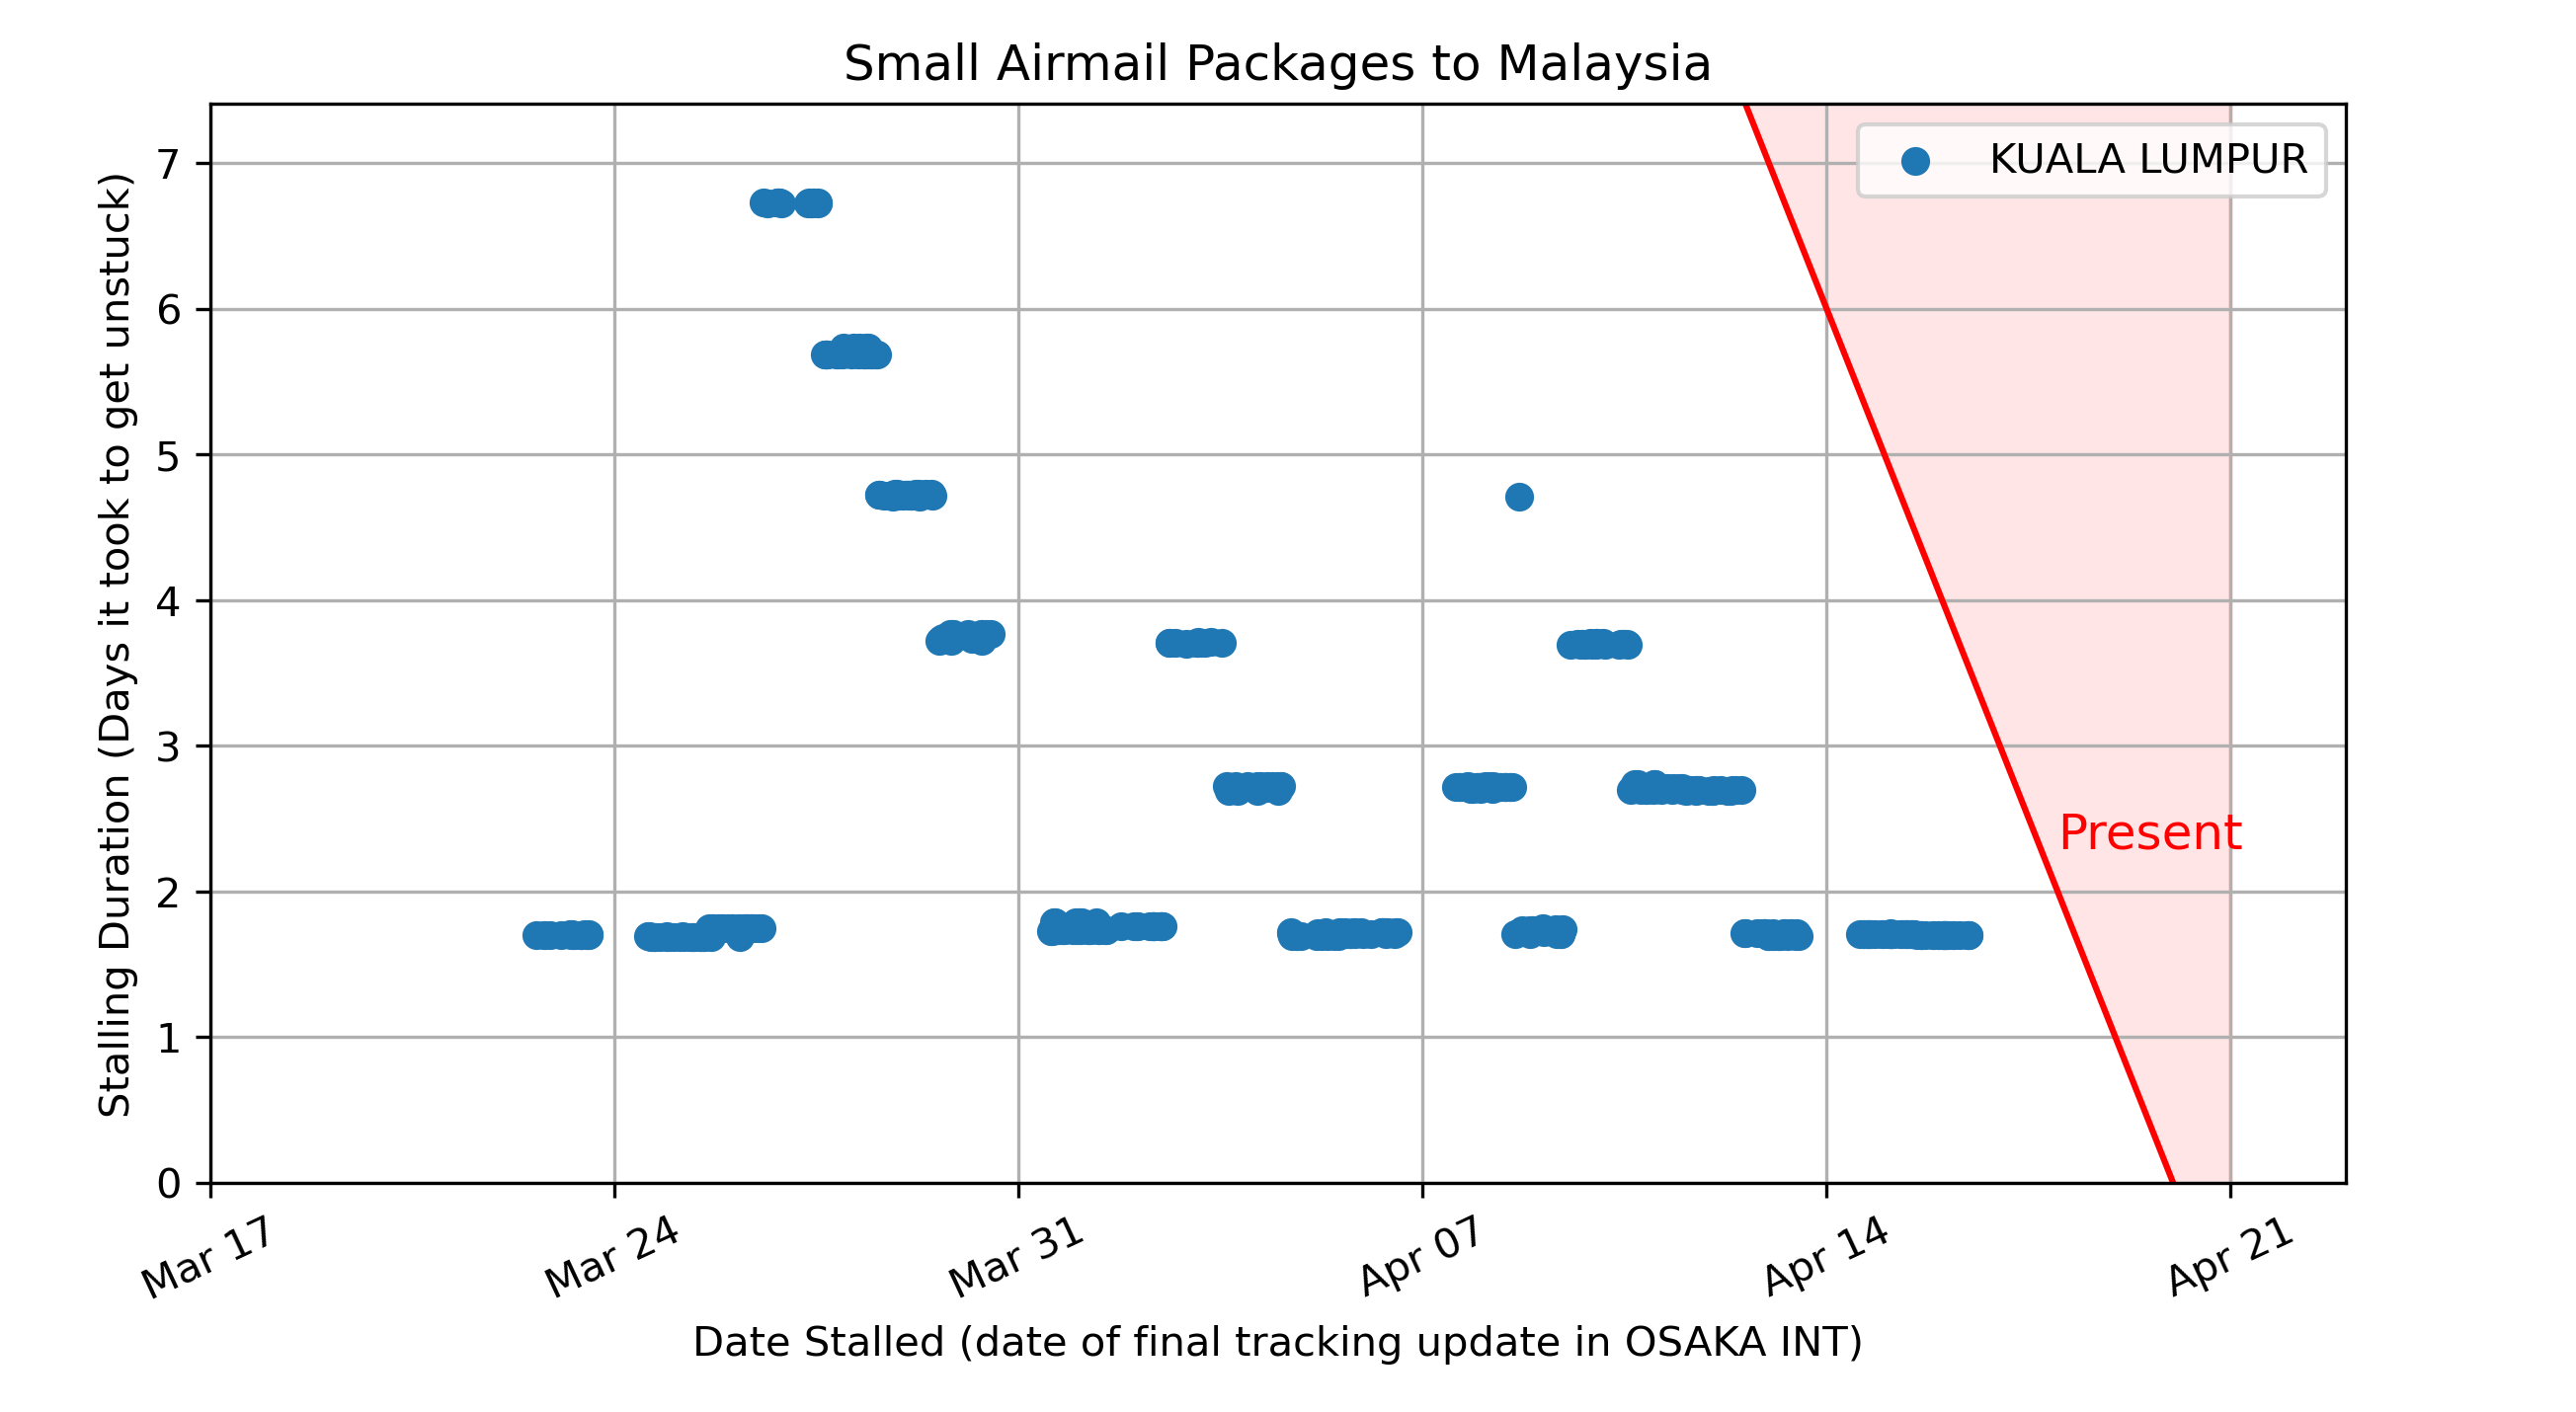 Small Airmail Packages to Malaysia
KUALA LUMPUR
Stalling Duration (Days it took to get unstuck)
7
6
5
4
3
2
1
0
Present
Mar 17
Mar 24
Mar 31
Apr 07
Apr 14
Apr 21
Date Stalled (date of final tracking update in OSAKA INT)